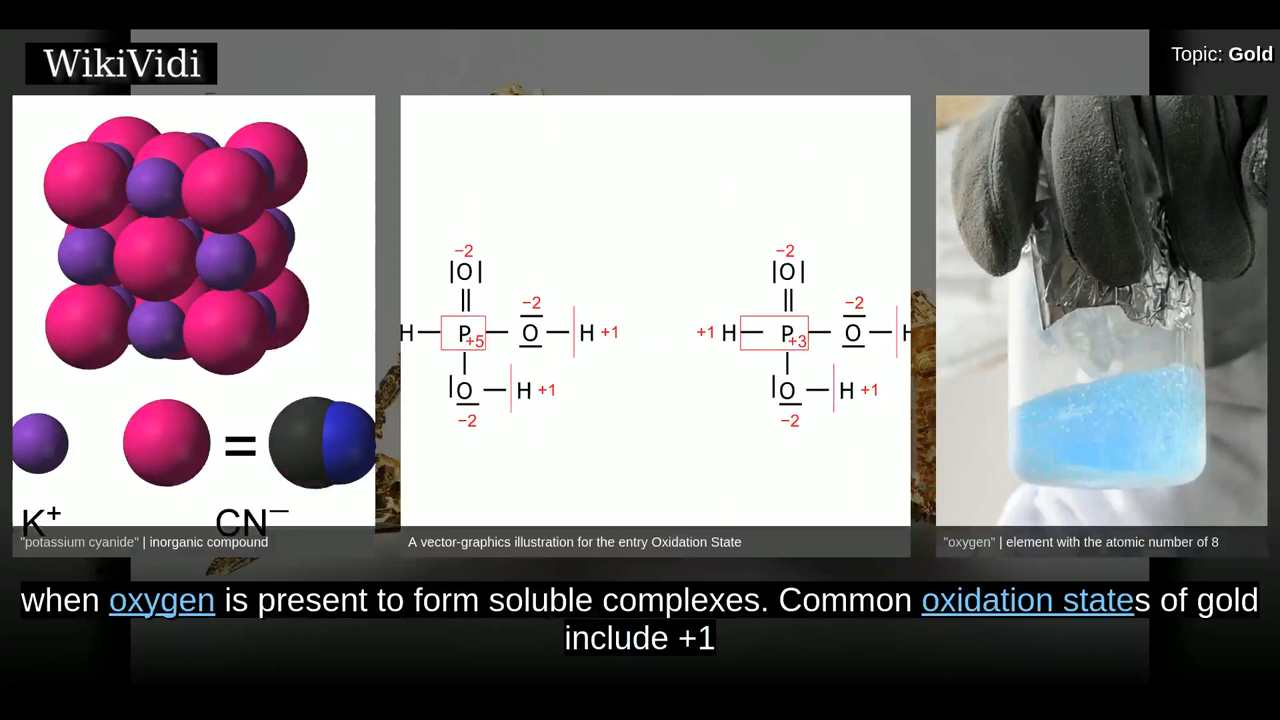 WikiVidi
Topic: Gold
K⁺
=
CN⁻
"potassium cyanide" | inorganic compound
−2
|O|
||
−2
H — P — O — H +1
+5
|
|O — H +1
−2
−2
|O|
||
−2
+1 H — P — O — H
+3
|
|O — H +1
−2
A vector-graphics illustration for the entry Oxidation State
"oxygen" | element with the atomic number of 8
when oxygen is present to form soluble complexes. Common oxidation states of gold
include +1